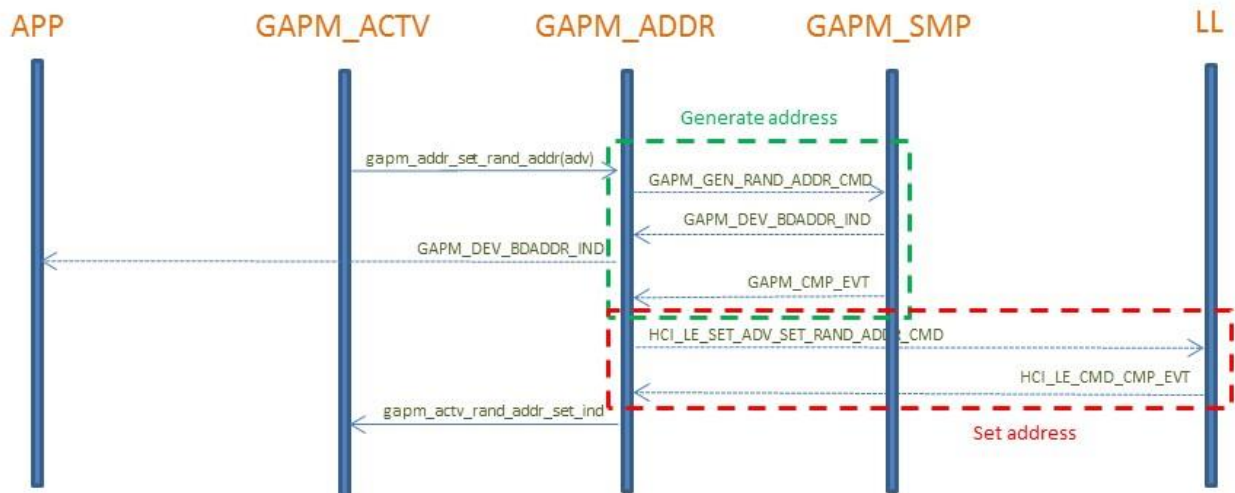 APP
GAPM_ACTV
GAPM_ADDR
GAPM_SMP
LL
Generate address
gapm_addr_set_rand_addr(adv)
GAPM_GEN_RAND_ADDR_CMD
GAPM_DEV_BDADDR_IND
GAPM_DEV_BDADDR_IND
GAPM_CMP_EVT
HCI_LE_SET_ADV_SET_RAND_ADDR_CMD
HCI_LE_CMD_CMP_EVT
gapm_actv_rand_addr_set_ind
Set address